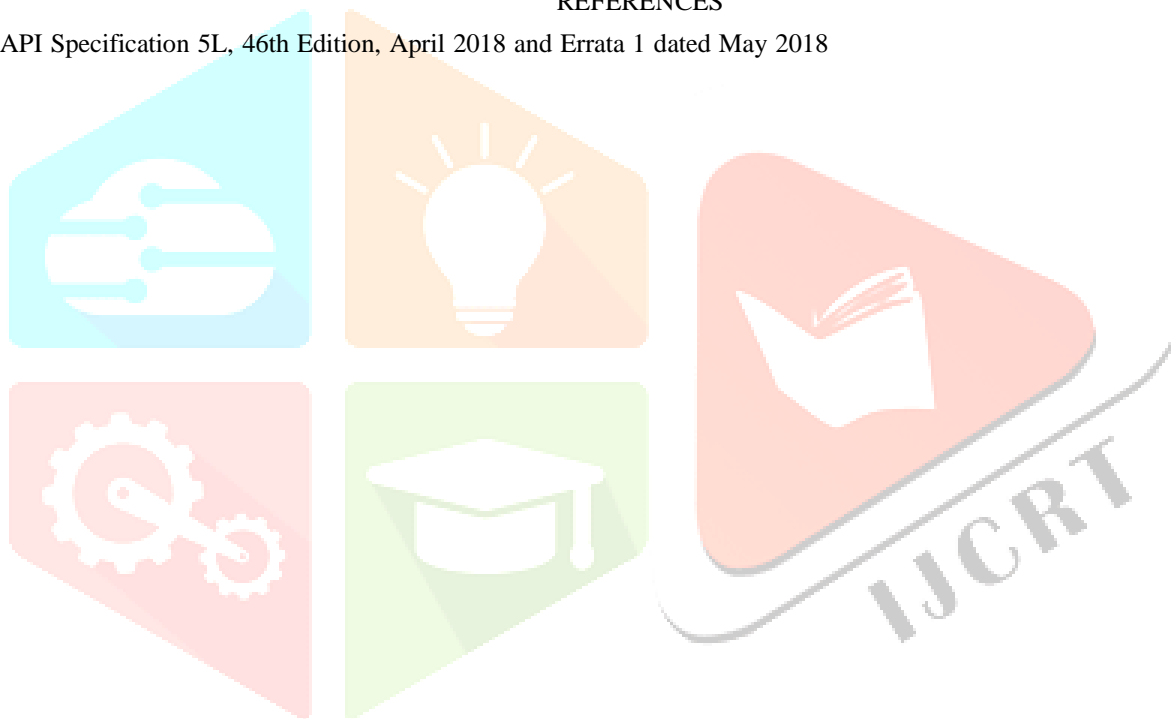 REFERENCES
API Specification 5L, 46th Edition, April 2018 and Errata 1 dated May 2018
IJCRT